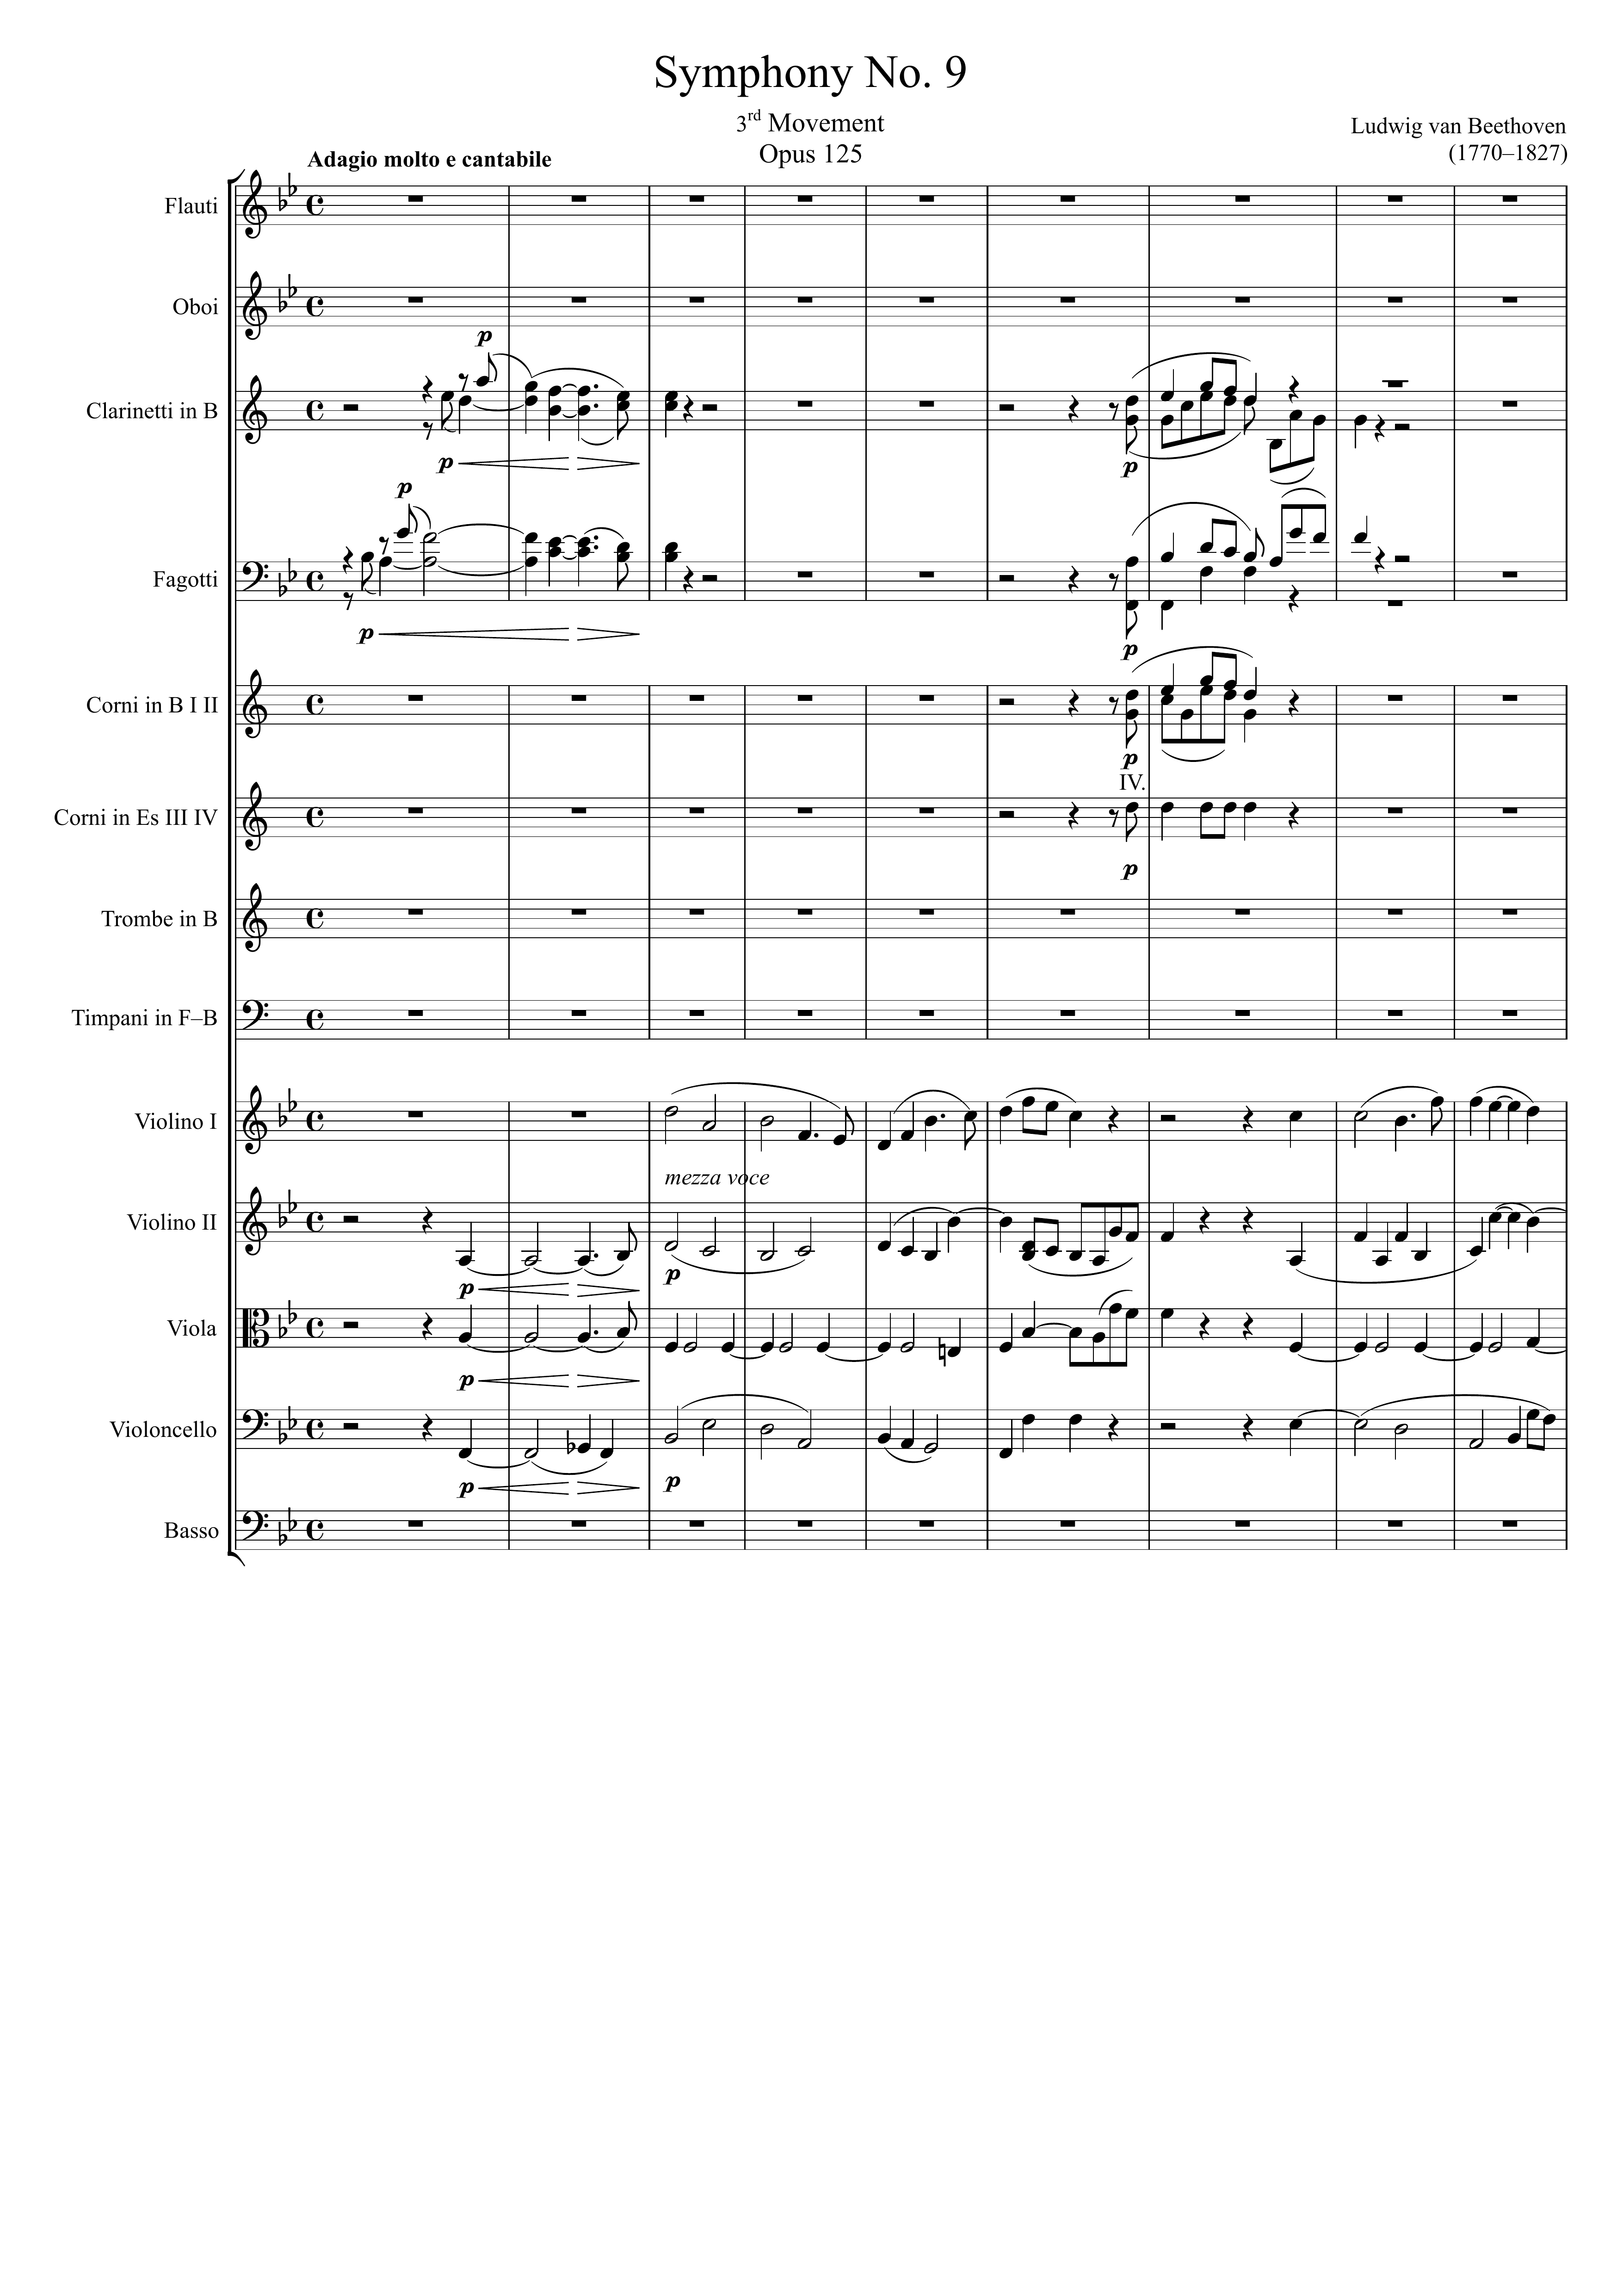 Symphony No. 9
3rd Movement
Opus 125
Ludwig van Beethoven
(1770–1827)
Adagio molto e cantabile
Flauti
Oboi
p
Clarinetti in B
p
p
p
Fagotti
p
p
Corni in B I II
p
IV.
Corni in Es III IV
p
Trombe in B
Timpani in F–B
Violino I
mezza voce
Violino II
p
p
Viola
p
Violoncello
p
p
Basso